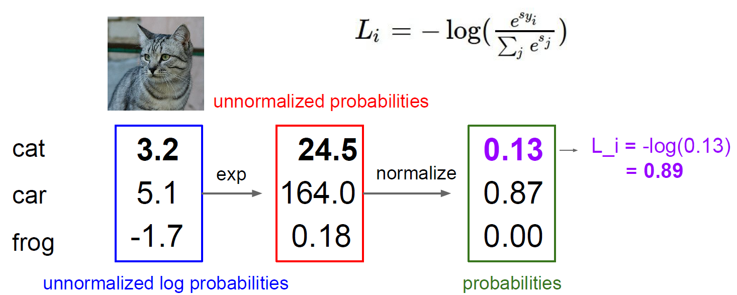 L_i = − log( e^{s_{y_i}} / ∑_j e^{s_j} )
unnormalized probabilities
cat 3.2 24.5 0.13 L_i = -log(0.13)
= 0.89
exp normalize
car 5.1 164.0 0.87
frog -1.7 0.18 0.00
unnormalized log probabilities probabilities